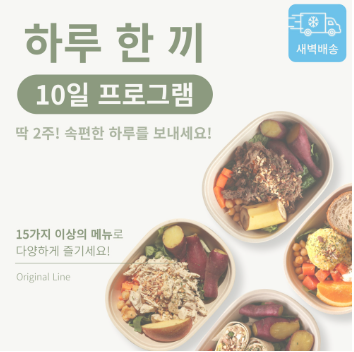 하루 한 끼
새벽배송
10일 프로그램
딱 2주! 속편한 하루를 보내세요!
15가지 이상의 메뉴로
다양하게 즐기세요!
Original Line